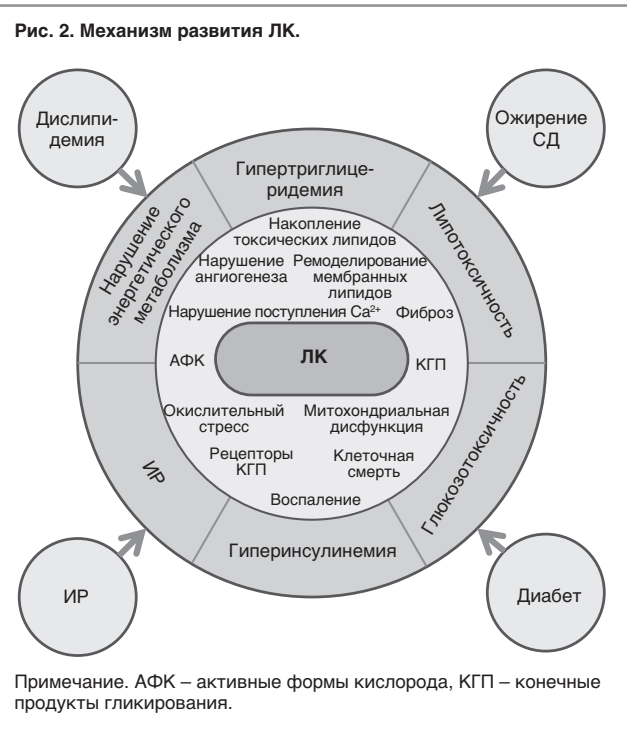 Рис. 2. Механизм развития ЛК.
Дислипи-
демия
Ожирение
СД
Гипертриглице-
ридемия
Нарушение
энергетического
метаболизма
Липотоксичность
Накопление
токсических липидов
Нарушение
ангиогенеза
Ремоделирование
мембранных
липидов
Нарушение поступления Ca²⁺
Фиброз
АФК
ЛК
КГП
Окислительный
стресс
Митохондриальная
дисфункция
Рецепторы
КГП
Клеточная
смерть
Воспаление
ИР
Глюкозотоксичность
Гиперинсулинемия
ИР
Диабет
Примечание. АФК – активные формы кислорода, КГП – конечные
продукты гликирования.